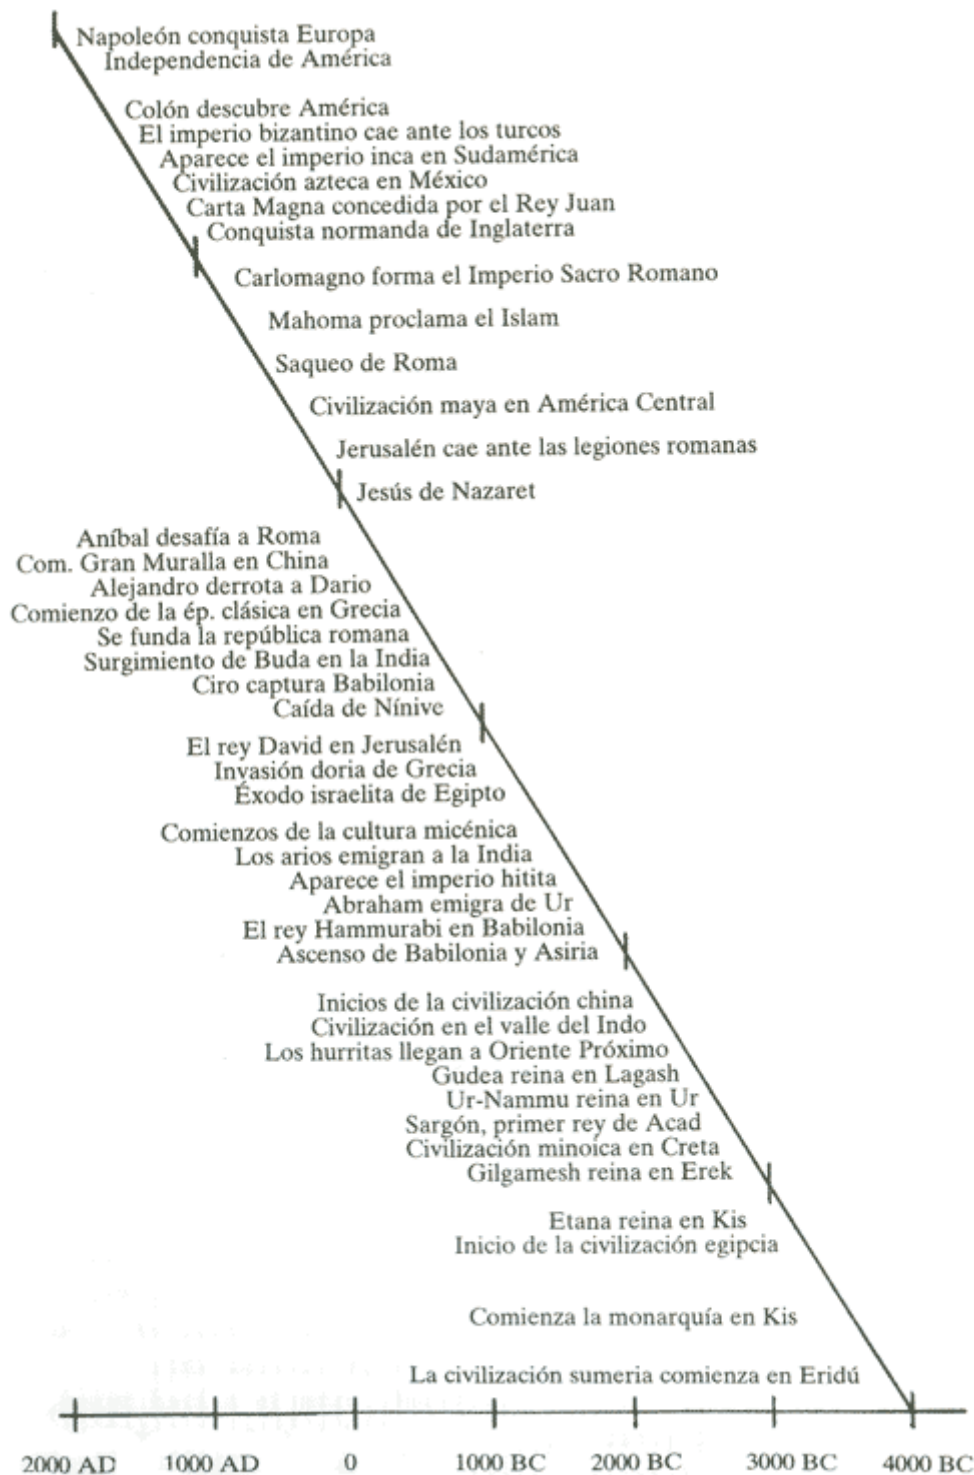 Napoleón conquista Europa
Independencia de América
Colón descubre América
El imperio bizantino cae ante los turcos
Aparece el imperio inca en Sudamérica
Civilización azteca en México
Carta Magna concedida por el Rey Juan
Conquista normanda de Inglaterra
Carlomagno forma el Imperio Sacro Romano
Mahoma proclama el Islam
Saqueo de Roma
Civilización maya en América Central
Jerusalén cae ante las legiones romanas
Jesús de Nazaret
Aníbal desafía a Roma
Com. Gran Muralla en China
Alejandro derrota a Dario
Comienzo de la ép. clásica en Grecia
Se funda la república romana
Surgimiento de Buda en la India
Ciro captura Babilonia
Caída de Nínive
El rey David en Jerusalén
Invasión doria de Grecia
Éxodo israelita de Egipto
Comienzos de la cultura micénica
Los arios emigran a la India
Aparece el imperio hitita
Abraham emigra de Ur
El rey Hammurabi en Babilonia
Ascenso de Babilonia y Asiria
Inicios de la civilización china
Civilización en el valle del Indo
Los hurritas llegan a Oriente Próximo
Gudea reina en Lagash
Ur-Nammu reina en Ur
Sargón, primer rey de Acad
Civilización minoica en Creta
Gilgamesh reina en Erek
Etana reina en Kis
Inicio de la civilización egipcia
Comienza la monarquía en Kis
La civilización sumeria comienza en Eridú
2000 AD 1000 AD 0 1000 BC 2000 BC 3000 BC 4000 BC